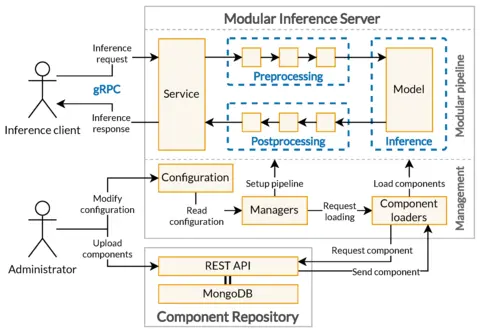 Modular Inference Server
Inference
request
gRPC
Inference
response
Inference client
Service
Preprocessing
Postprocessing
Model
Inference
Modular pipeline
Configuration
Setup pipeline
Load components
Modify
configuration
Read
configuration
Managers
Request
loading
Component
loaders
Management
Administrator
Upload
components
Request component
REST API
Send component
MongoDB
Component Repository